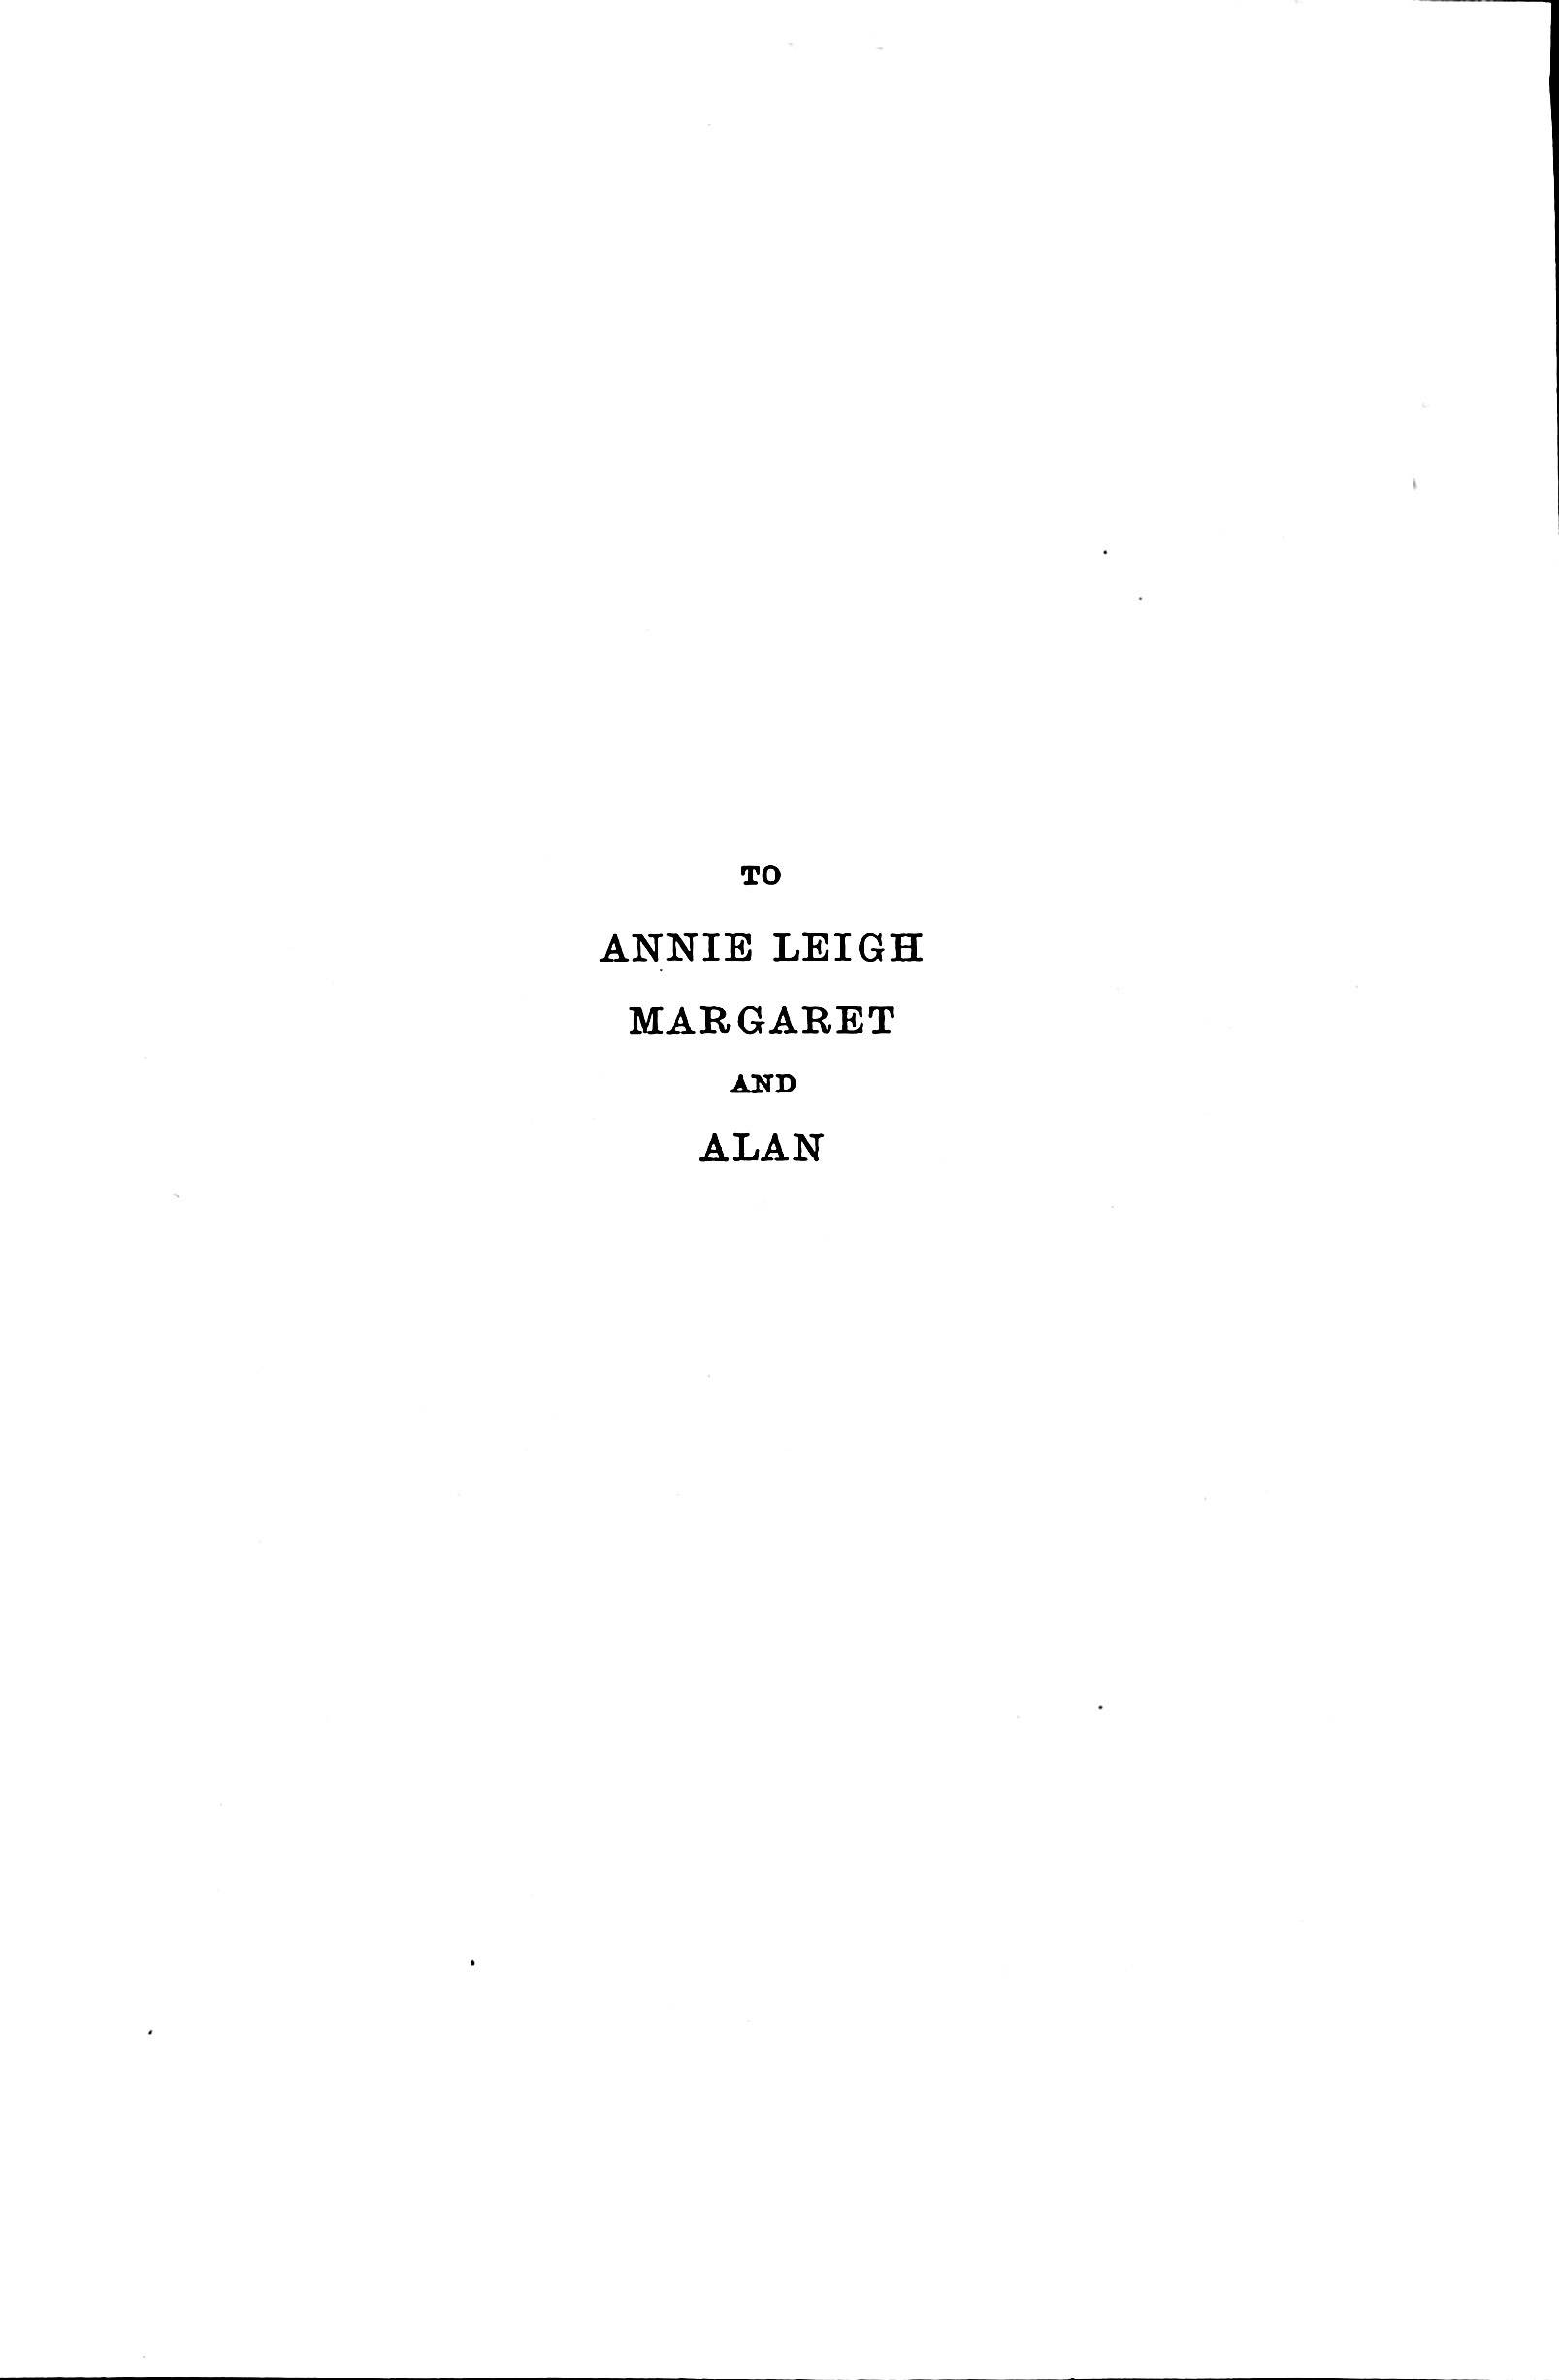 TO
ANNIE LEIGH
MARGARET
AND
ALAN